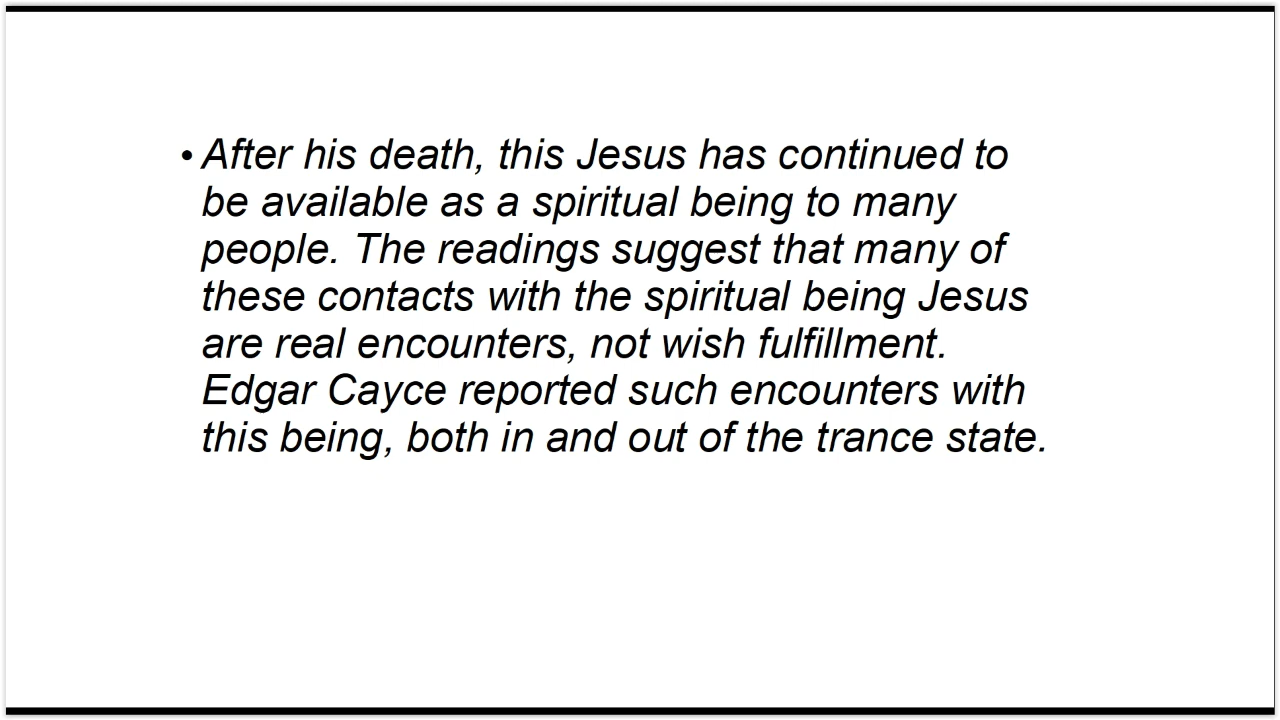 • After his death, this Jesus has continued to
be available as a spiritual being to many
people. The readings suggest that many of
these contacts with the spiritual being Jesus
are real encounters, not wish fulfillment.
Edgar Cayce reported such encounters with
this being, both in and out of the trance state.